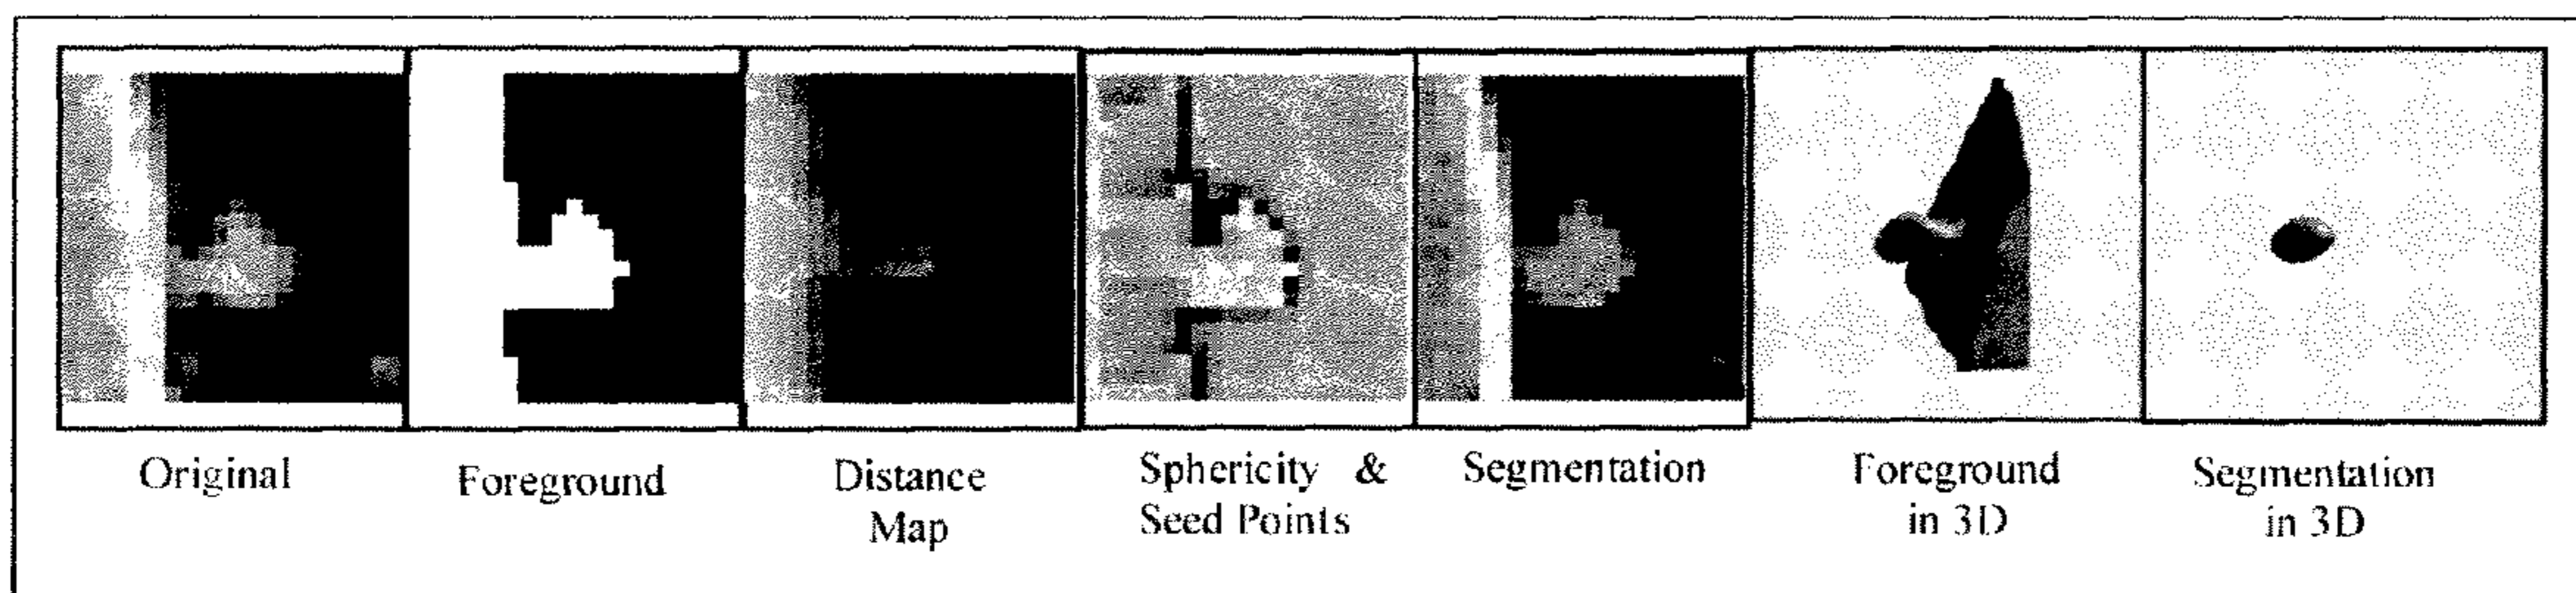 Original
Foreground
Distance
Map
Sphericity &
Seed Points
Segmentation
Foreground
in 3D
Segmentation
in 3D